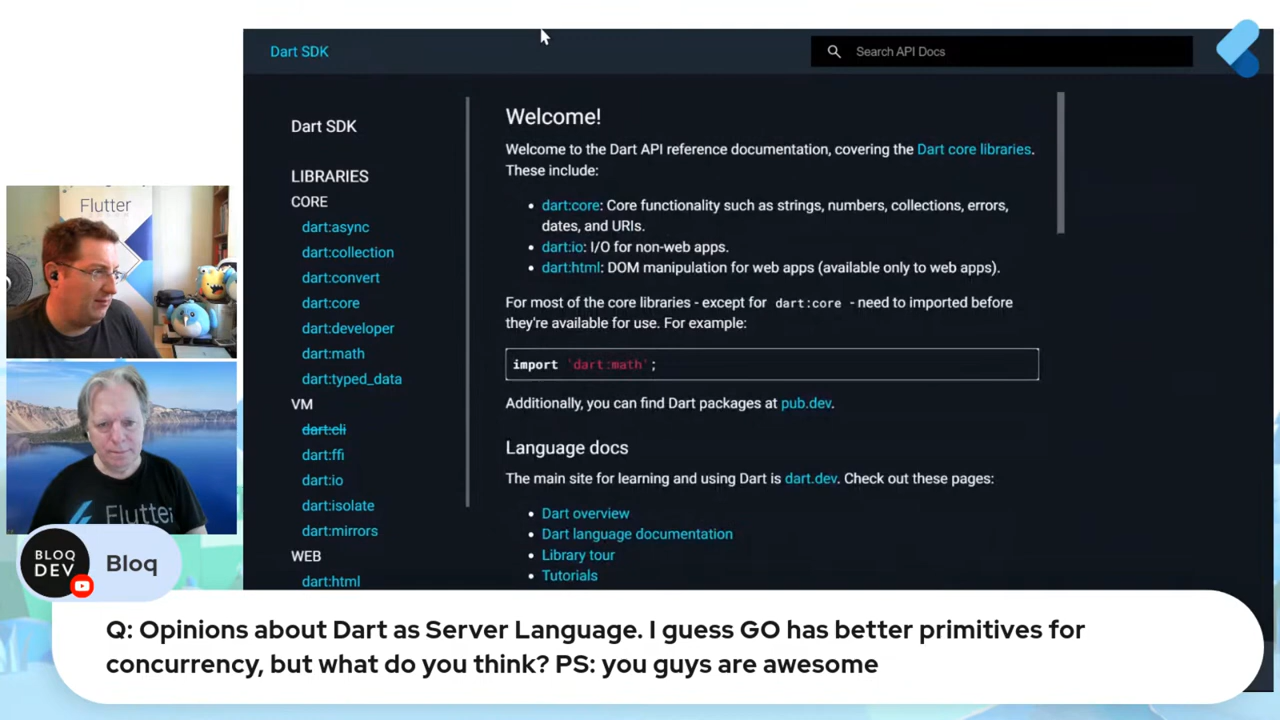 Dart SDK
Search API Docs
Dart SDK
LIBRARIES
CORE
dart:async
dart:collection
dart:convert
dart:core
dart:developer
dart:math
dart:typed_data
VM
dart:cli
dart:ffi
dart:io
dart:isolate
dart:mirrors
WEB
dart:html
Welcome!
Welcome to the Dart API reference documentation, covering the Dart core libraries.
These include:
• dart:core: Core functionality such as strings, numbers, collections, errors,
dates, and URIs.
• dart:io: I/O for non-web apps.
• dart:html: DOM manipulation for web apps (available only to web apps).
For most of the core libraries - except for dart:core - need to imported before
they're available for use. For example:
import 'dart:math';
Additionally, you can find Dart packages at pub.dev.
Language docs
The main site for learning and using Dart is dart.dev. Check out these pages:
• Dart overview
• Dart language documentation
• Library tour
• Tutorials
Flutter
Flutter
BLOQ
DEV
Bloq
Q: Opinions about Dart as Server Language. I guess GO has better primitives for
concurrency, but what do you think? PS: you guys are awesome